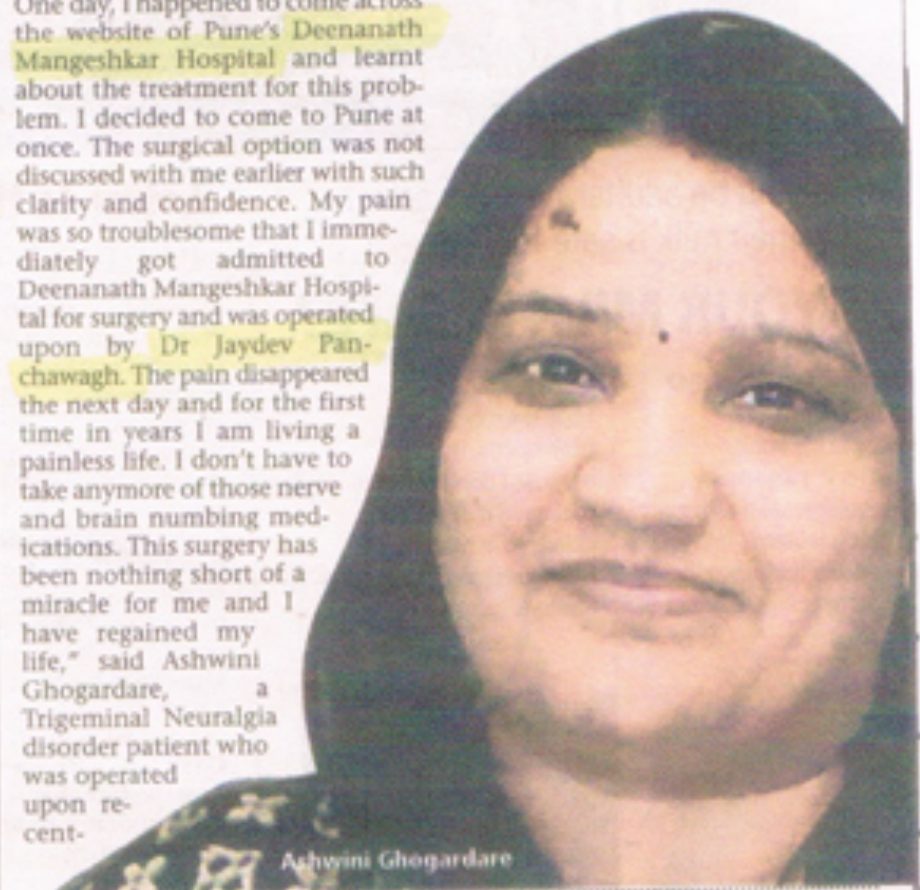 One day, I happened to come across
the website of Pune's Deenanath
Mangeshkar Hospital and learnt
about the treatment for this prob-
lem. I decided to come to Pune at
once. The surgical option was not
discussed with me earlier with such
clarity and confidence. My pain
was so troublesome that I imme-
diately got admitted to
Deenanath Mangeshkar Hospi-
tal for surgery and was operated
upon by Dr Jaydev Pan-
chawagh. The pain disappeared
the next day and for the first
time in years I am living a
painless life. I don't have to
take anymore of those nerve
and brain numbing med-
ications. This surgery has
been nothing short of a
miracle for me and I
have regained my
life," said Ashwini
Ghogardare, a
Trigeminal Neuralgia
disorder patient who
was operated
upon re-
cent-
Ashwini Ghogardare